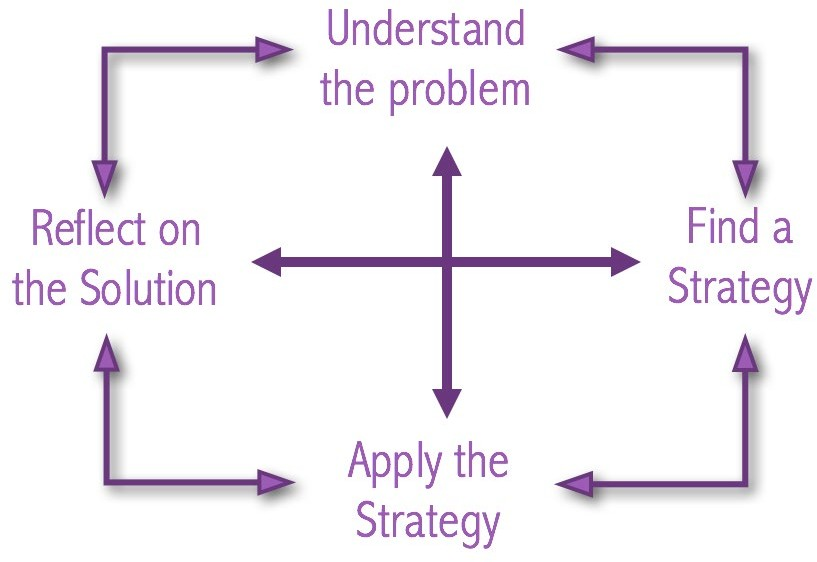 Understand
the problem
Reflect on
the Solution
Find a
Strategy
Apply the
Strategy